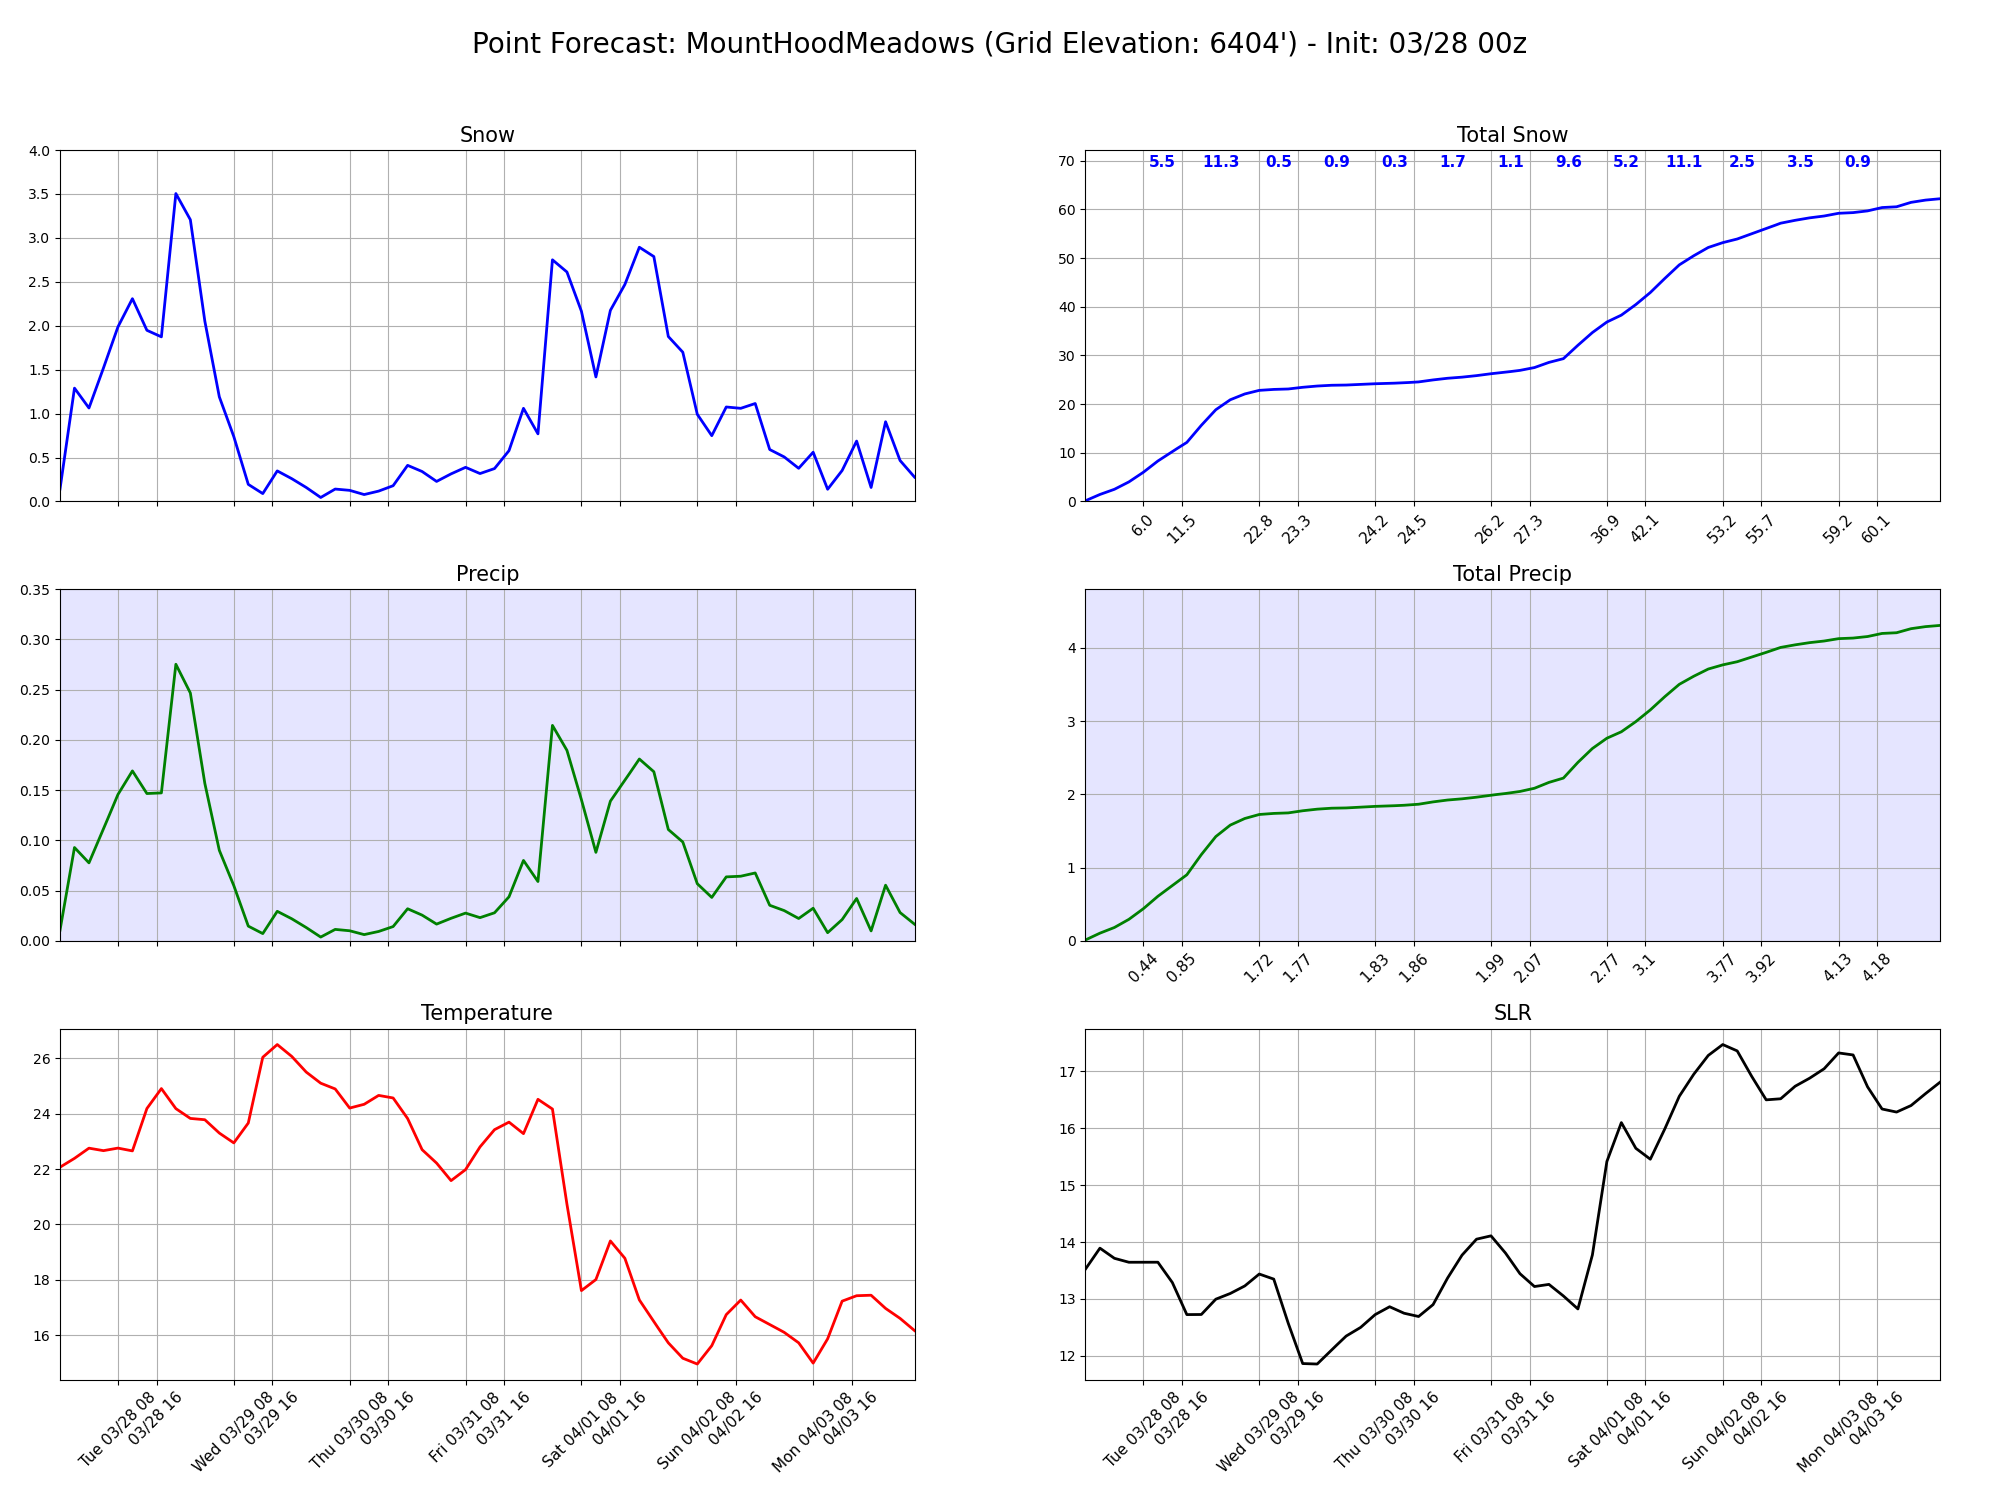 Point Forecast: MountHoodMeadows (Grid Elevation: 6404') - Init: 03/28 00z
Snow
4.0
3.5
3.0
2.5
2.0
1.5
1.0
0.5
0.0
Total Snow
5.5 11.3 0.5 0.9 0.3 1.7 1.1 9.6 5.2 11.1 2.5 3.5 0.9
70
60
50
40
30
20
10
0
6.0 11.5 22.8 23.3 24.2 24.5 26.2 27.3 36.9 42.1 53.2 55.7 59.2 60.1
Precip
0.35
0.30
0.25
0.20
0.15
0.10
0.05
0.00
Total Precip
4
3
2
1
0
0.44 0.85 1.72 1.77 1.83 1.86 1.99 2.07 2.77 3.1 3.77 3.92 4.13 4.18
Temperature
26
24
22
20
18
16
Tue 03/28 08
03/28 16
Wed 03/29 08
03/29 16
Thu 03/30 08
03/30 16
Fri 03/31 08
03/31 16
Sat 04/01 08
04/01 16
Sun 04/02 08
04/02 16
Mon 04/03 08
04/03 16
SLR
17
16
15
14
13
12
Tue 03/28 08
03/28 16
Wed 03/29 08
03/29 16
Thu 03/30 08
03/30 16
Fri 03/31 08
03/31 16
Sat 04/01 08
04/01 16
Sun 04/02 08
04/02 16
Mon 04/03 08
04/03 16